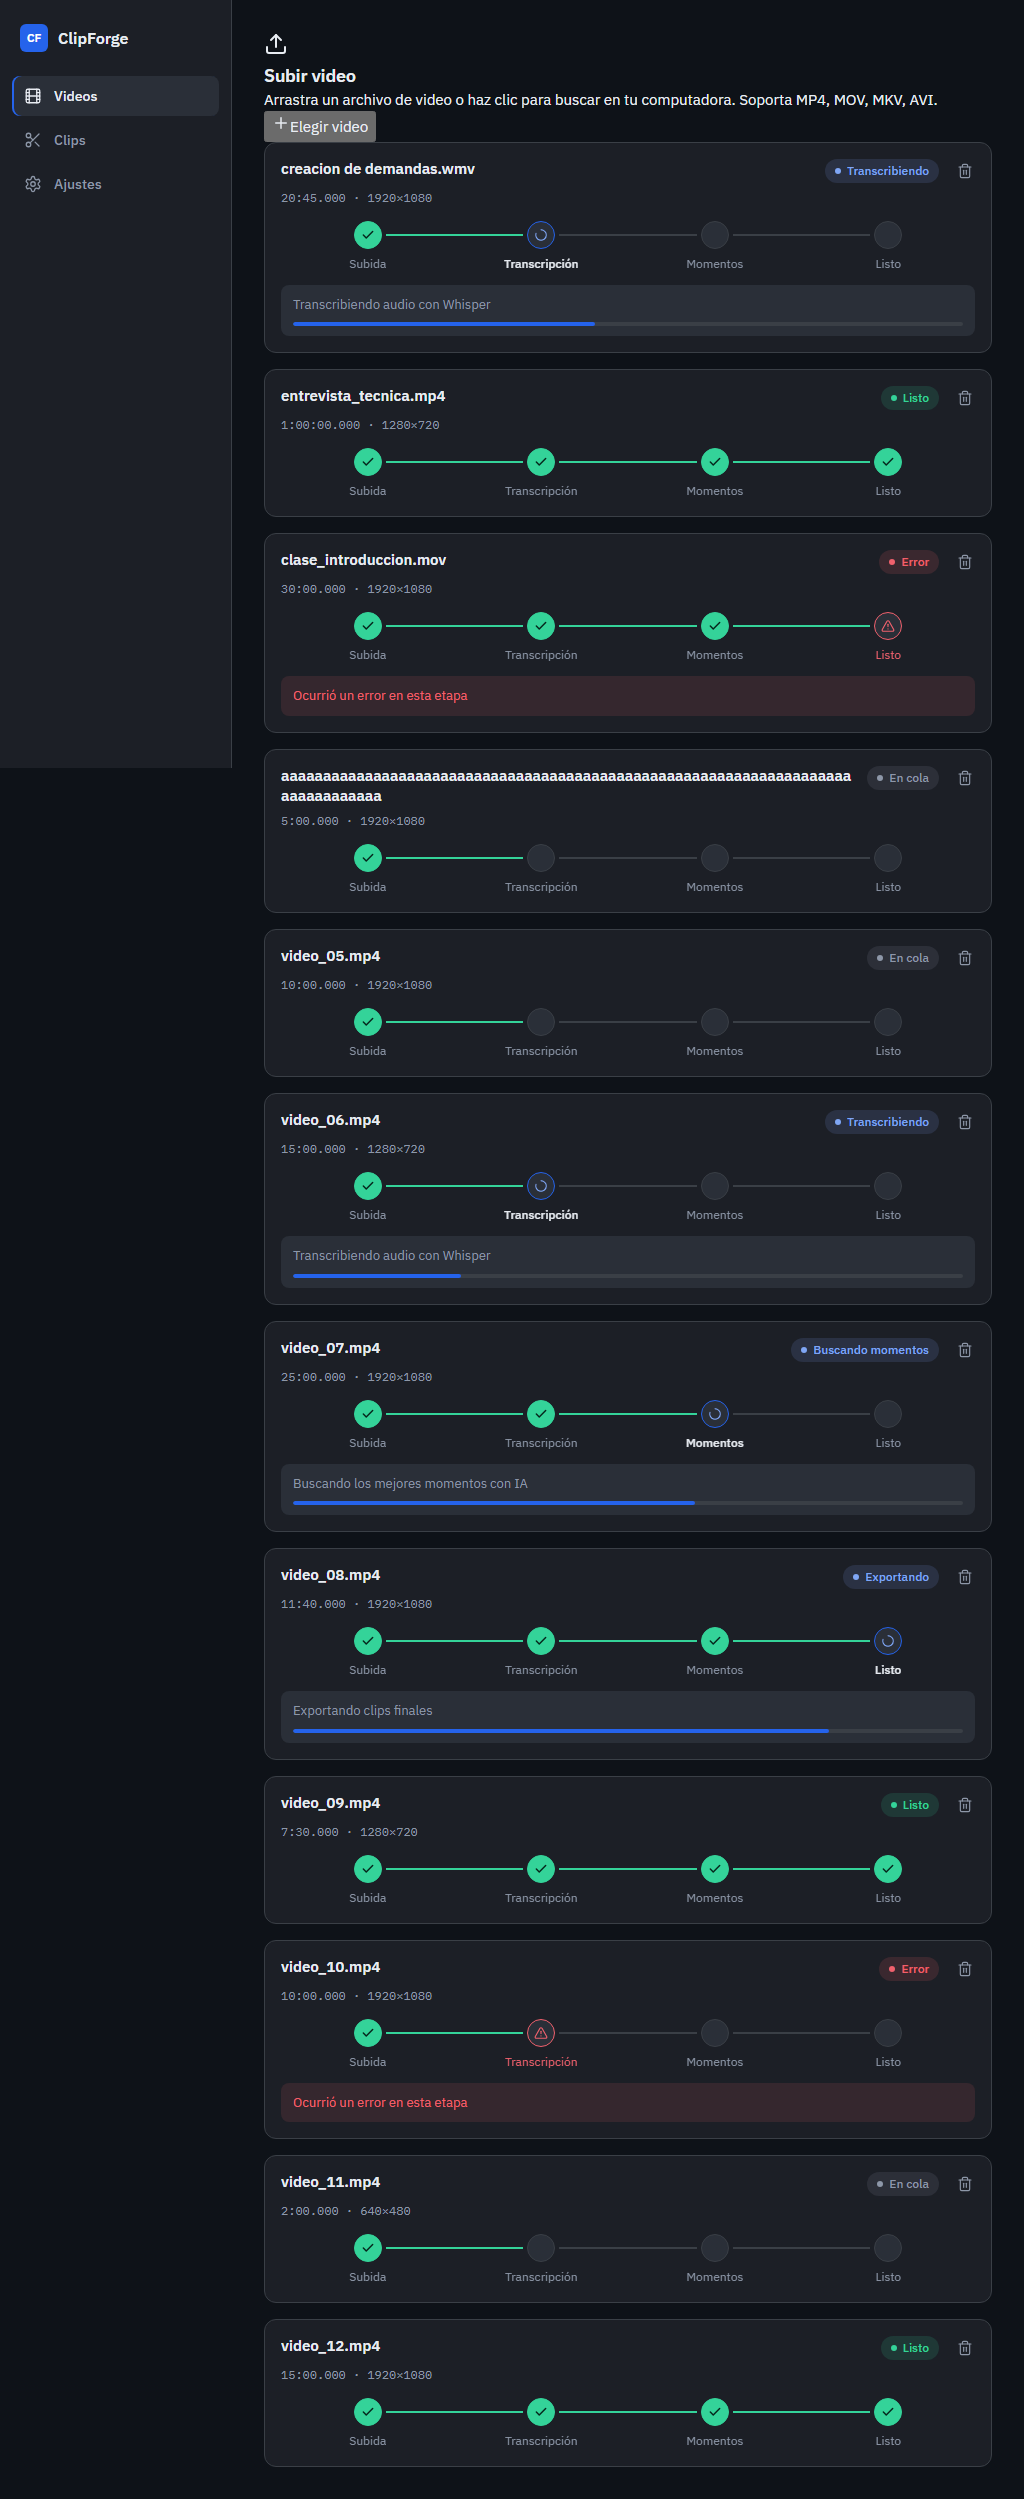 CF ClipForge
Videos
Clips
Ajustes
Subir video
Arrastra un archivo de video o haz clic para buscar en tu computadora. Soporta MP4, MOV, MKV, AVI.
Elegir video
creacion de demandas.wmv
Transcribiendo
20:45.000 · 1920×1080
Subida Transcripción Momentos Listo
Transcribiendo audio con Whisper
entrevista_tecnica.mp4
Listo
1:00:00.000 · 1280×720
Subida Transcripción Momentos Listo
clase_introduccion.mov
Error
30:00.000 · 1920×1080
Subida Transcripción Momentos Listo
Ocurrió un error en esta etapa
aaaaaaaaaaaaaaaaaaaaaaaaaaaaaaaaaaaaaaaaaaaaaaaaaaaaaaaaaaaaaaaaaaaa
aaaaaaaaaaaa
En cola
5:00.000 · 1920×1080
Subida Transcripción Momentos Listo
video_05.mp4
En cola
10:00.000 · 1920×1080
Subida Transcripción Momentos Listo
video_06.mp4
Transcribiendo
15:00.000 · 1280×720
Subida Transcripción Momentos Listo
Transcribiendo audio con Whisper
video_07.mp4
Buscando momentos
25:00.000 · 1920×1080
Subida Transcripción Momentos Listo
Buscando los mejores momentos con IA
video_08.mp4
Exportando
11:40.000 · 1920×1080
Subida Transcripción Momentos Listo
Exportando clips finales
video_09.mp4
Listo
7:30.000 · 1280×720
Subida Transcripción Momentos Listo
video_10.mp4
Error
10:00.000 · 1920×1080
Subida Transcripción Momentos Listo
Ocurrió un error en esta etapa
video_11.mp4
En cola
2:00.000 · 640×480
Subida Transcripción Momentos Listo
video_12.mp4
Listo
15:00.000 · 1920×1080
Subida Transcripción Momentos Listo